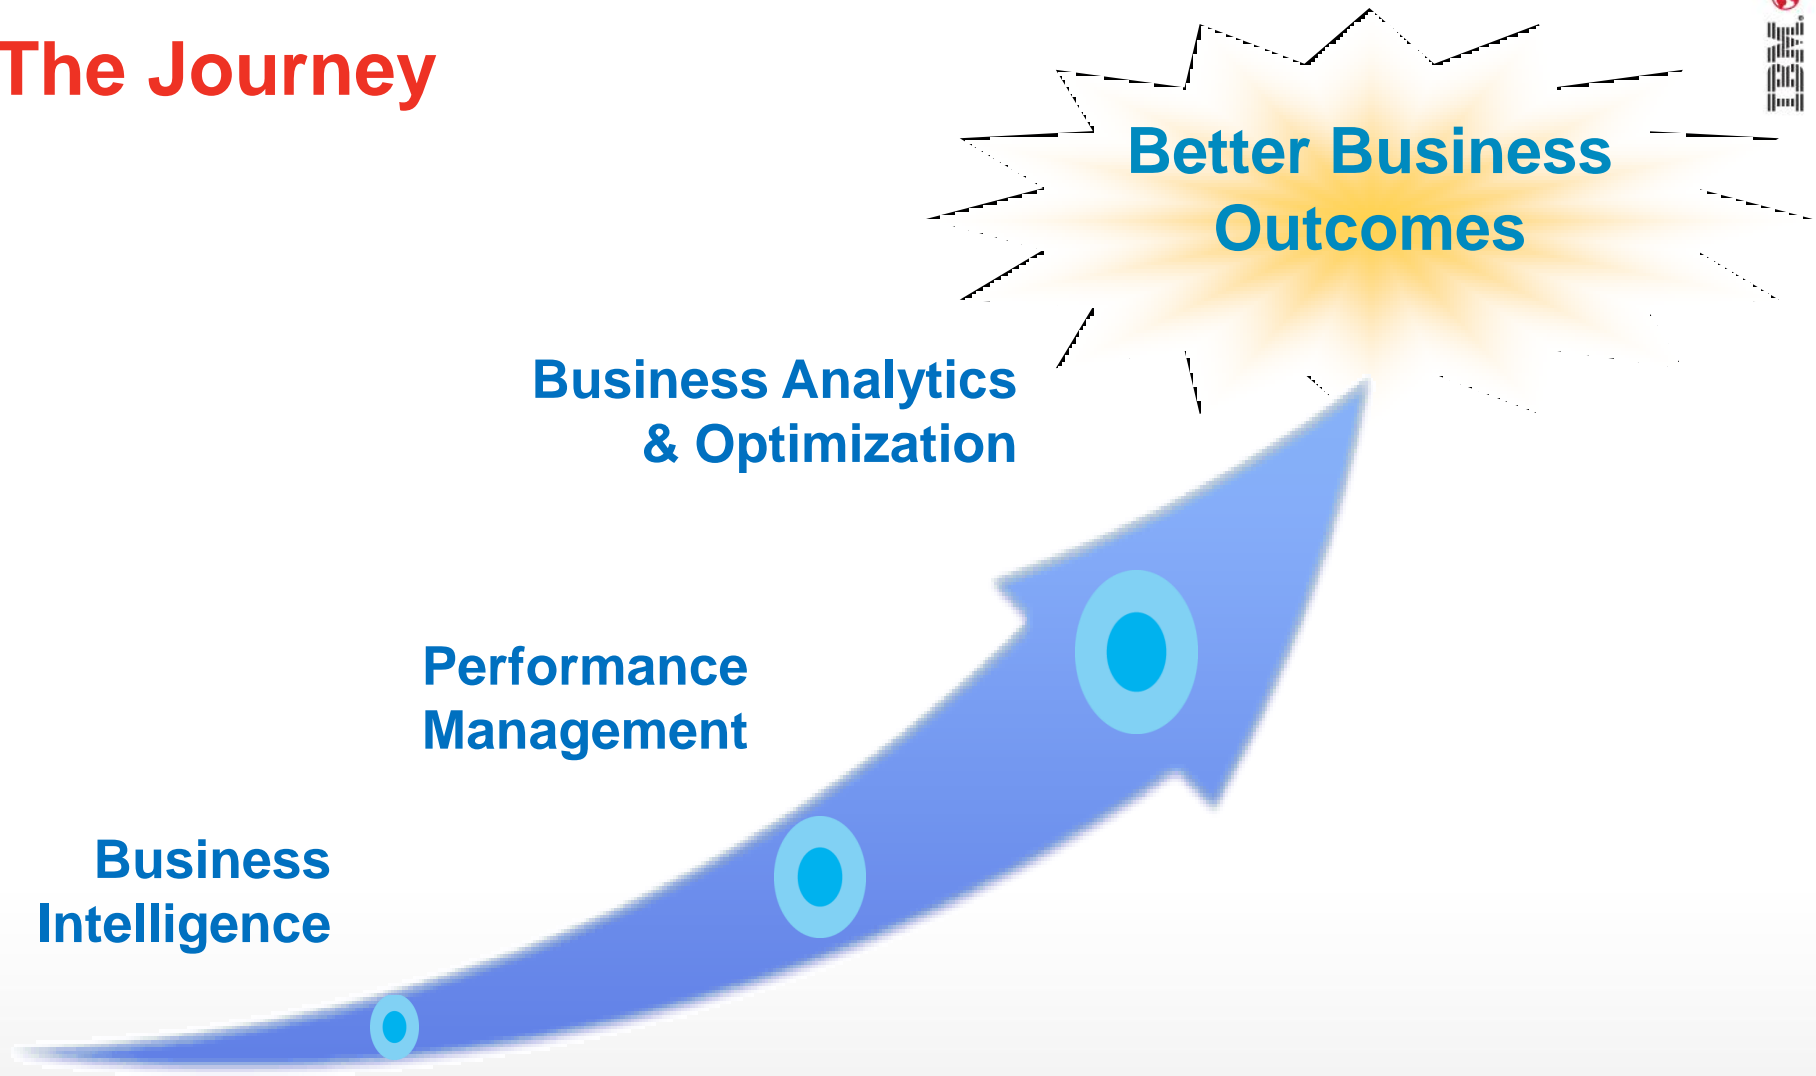 The Journey
IBM.
Better Business
Outcomes
Business Analytics
& Optimization
Performance
Management
Business
Intelligence